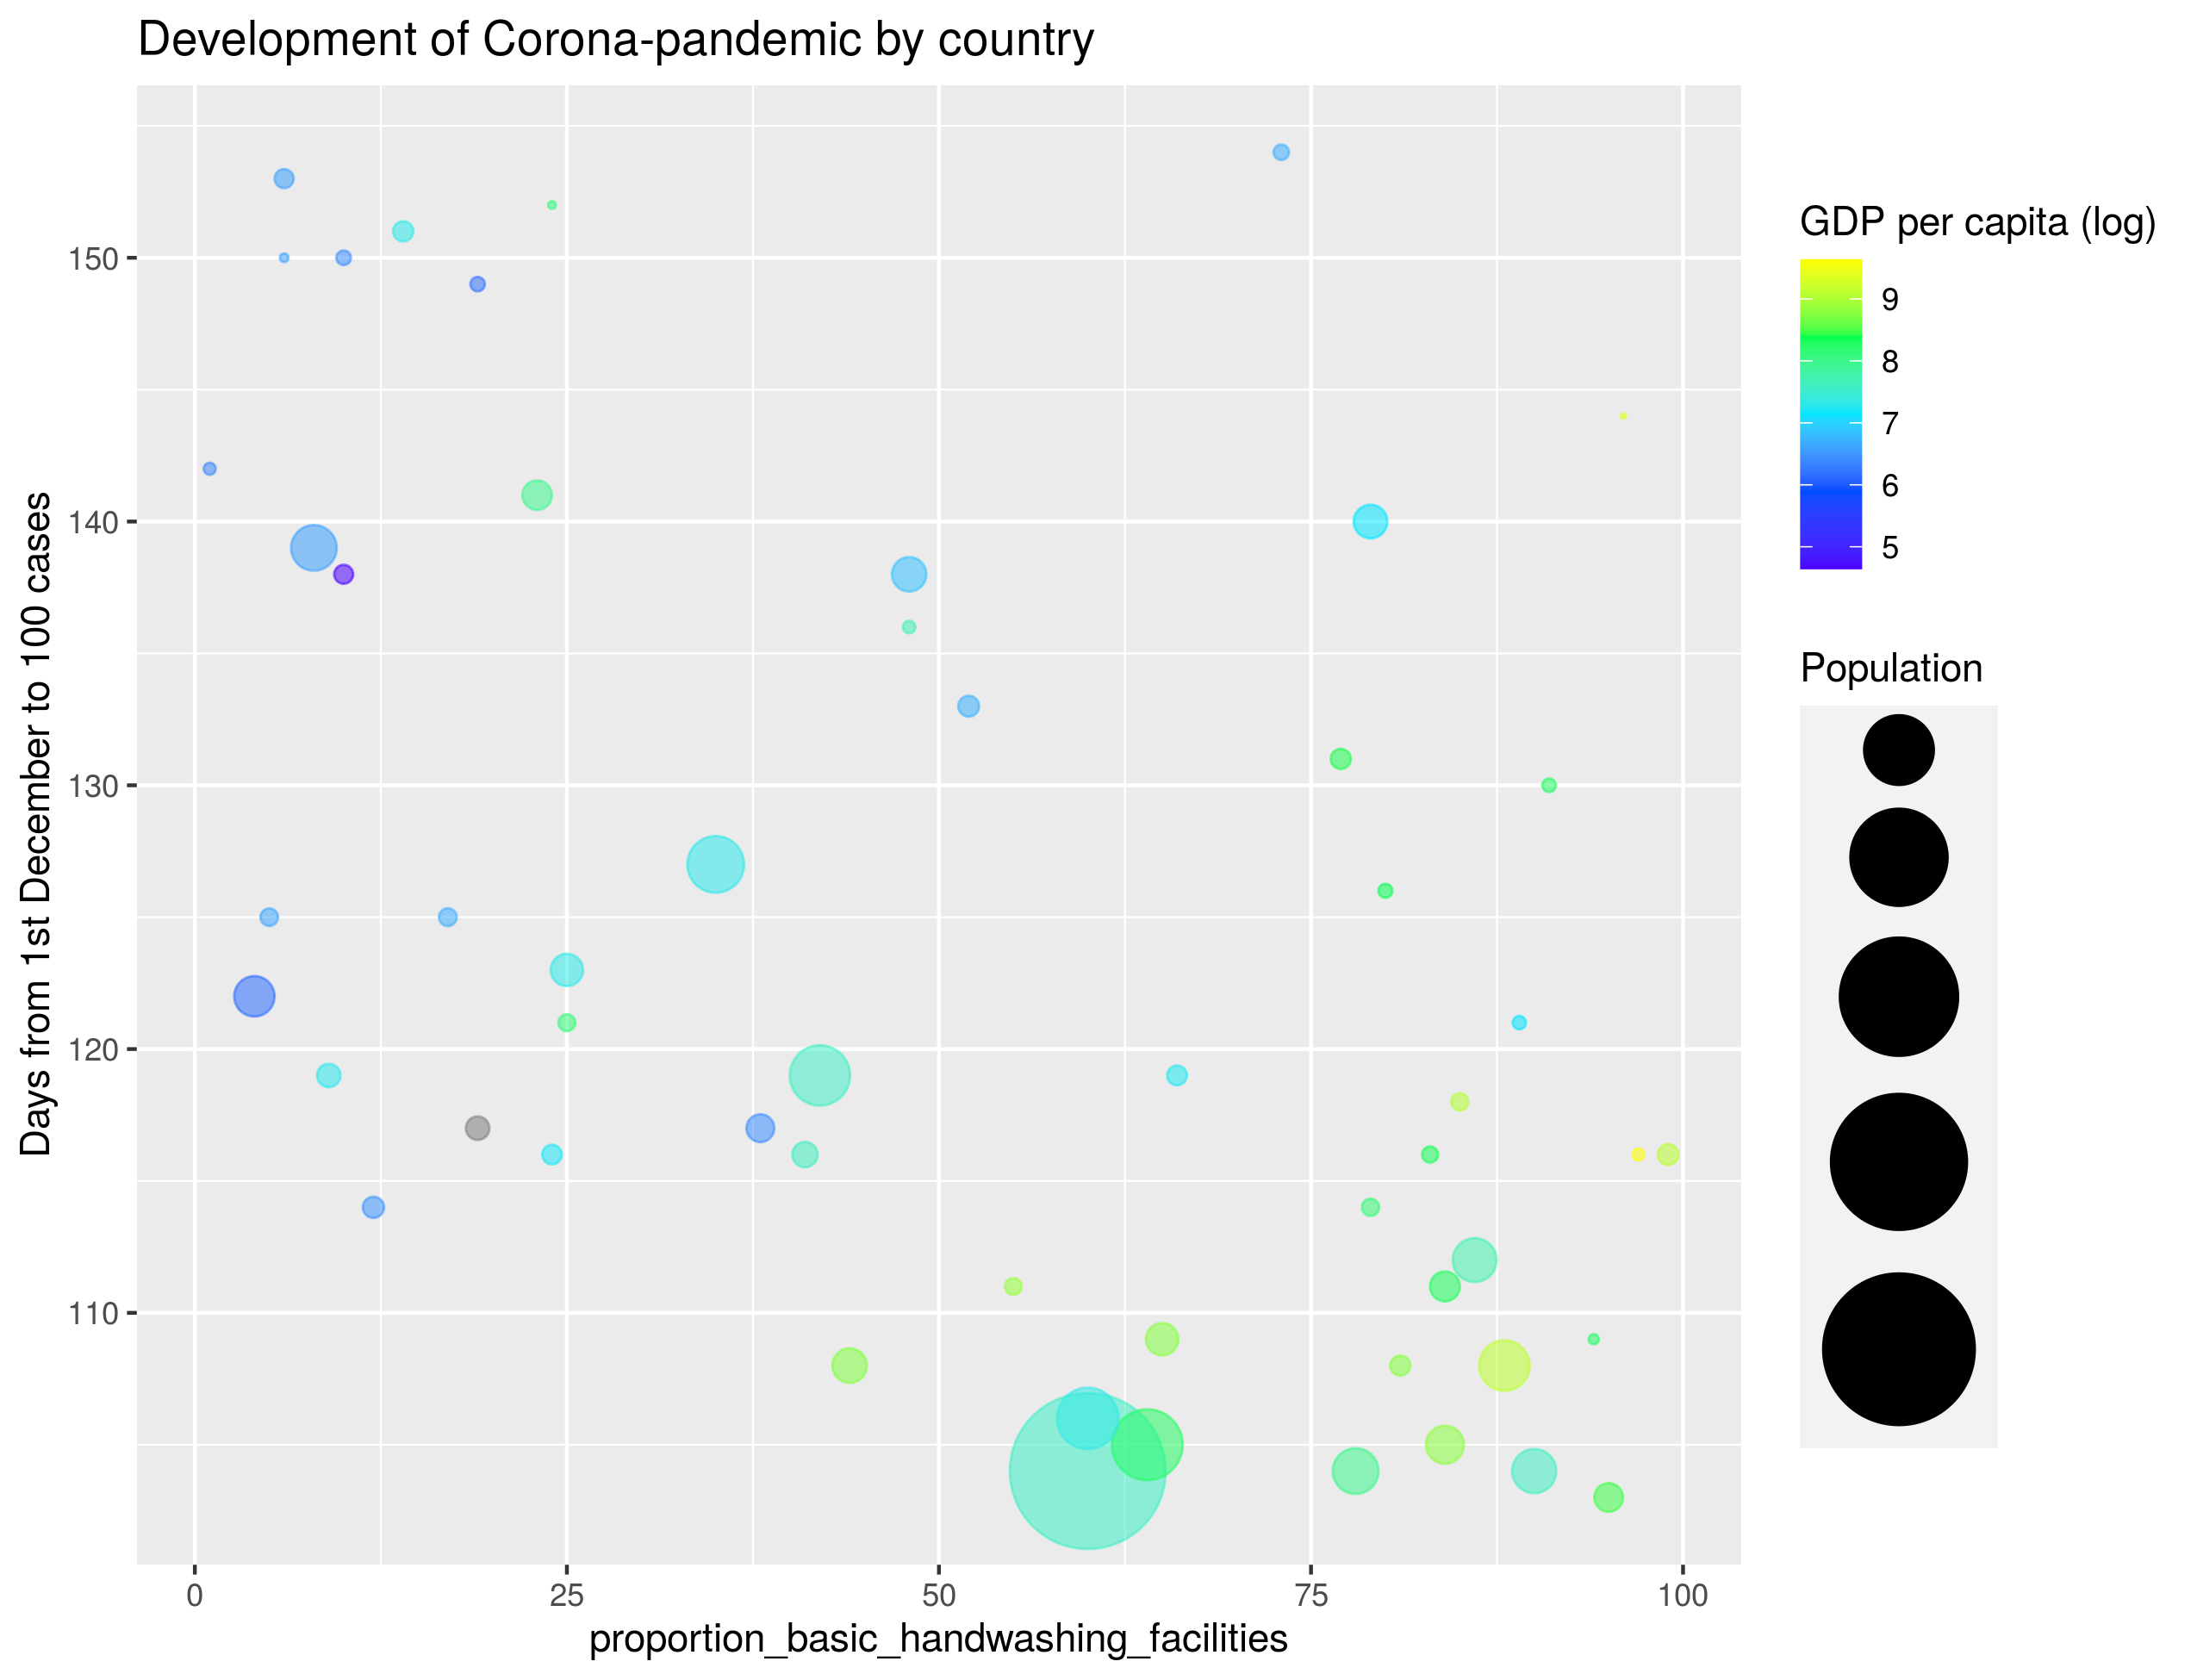 Development of Corona-pandemic by country
Days from 1st December to 100 cases
150
140
130
120
110
0 25 50 75 100
proportion_basic_handwashing_facilities
GDP per capita (log)
9
8
7
6
5
Population